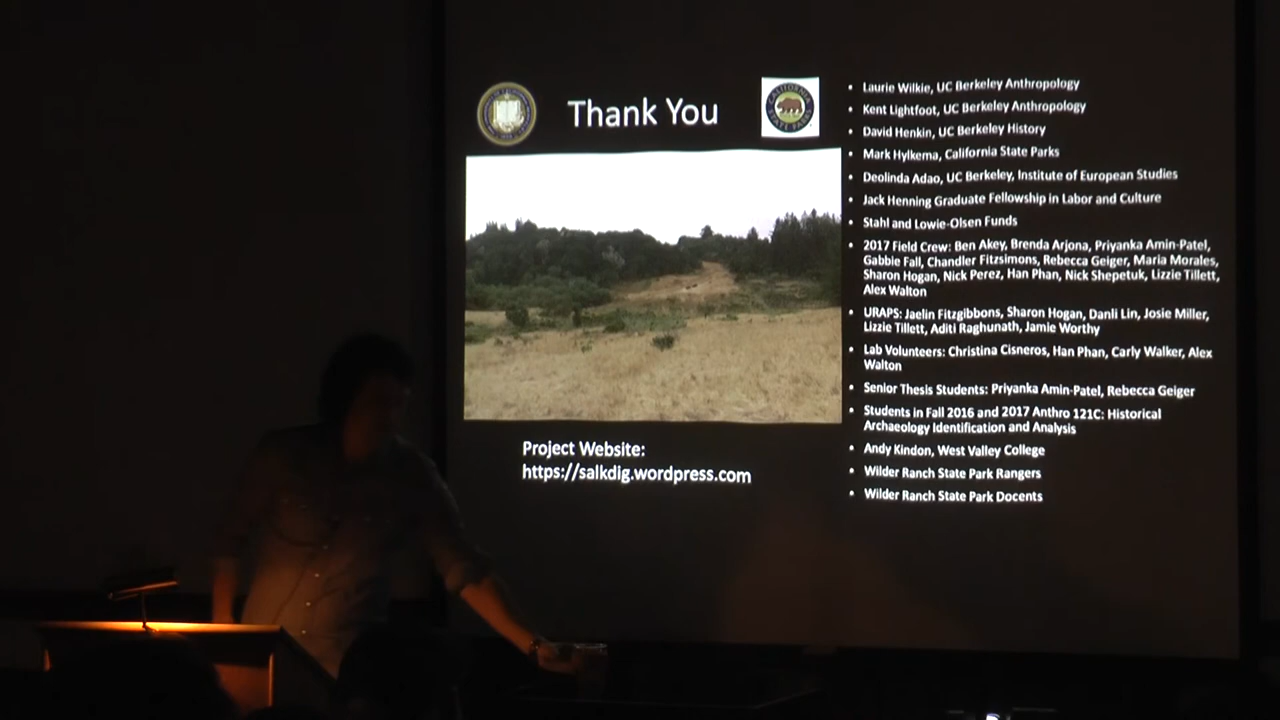 Thank You
CALIFORNIA
STATE PARKS
Project Website:
https://salkdig.wordpress.com
• Laurie Wilkie, UC Berkeley Anthropology
• Kent Lightfoot, UC Berkeley Anthropology
• David Henkin, UC Berkeley History
• Mark Hylkema, California State Parks
• Deolinda Adao, UC Berkeley, Institute of European Studies
• Jack Henning Graduate Fellowship in Labor and Culture
• Stahl and Lowie-Olsen Funds
• 2017 Field Crew: Ben Akey, Brenda Arjona, Priyanka Amin-Patel,
Gabbie Fall, Chandler Fitzsimons, Rebecca Geiger, Maria Morales,
Sharon Hogan, Nick Perez, Han Phan, Nick Shepetuk, Lizzie Tillett,
Alex Walton
• URAPS: Jaelin Fitzgibbons, Sharon Hogan, Danli Lin, Josie Miller,
Lizzie Tillett, Aditi Raghunath, Jamie Worthy
• Lab Volunteers: Christina Cisneros, Han Phan, Carly Walker, Alex
Walton
• Senior Thesis Students: Priyanka Amin-Patel, Rebecca Geiger
• Students in Fall 2016 and 2017 Anthro 121C: Historical
Archaeology Identification and Analysis
• Andy Kindon, West Valley College
• Wilder Ranch State Park Rangers
• Wilder Ranch State Park Docents